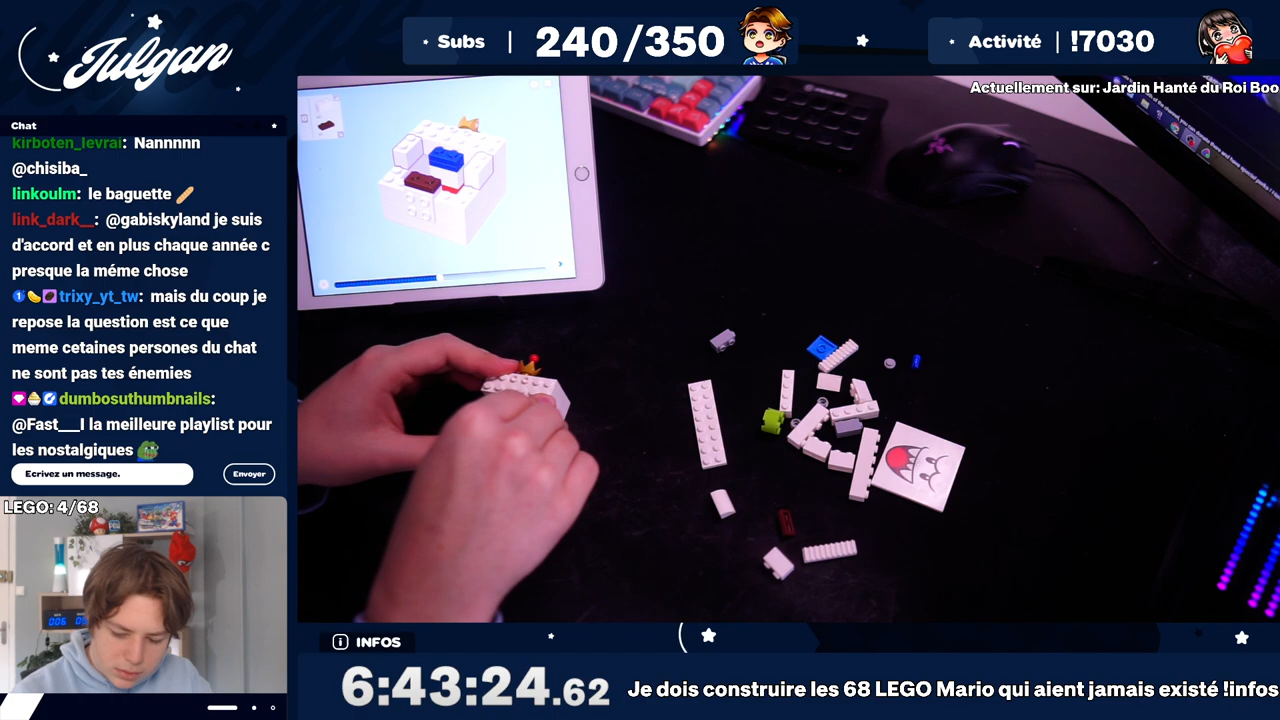 Julgan
Subs | 240/350
Activité | !7030
Actuellement sur: Jardin Hanté du Roi Boo
Chat
kirboten_levrai: Nannnnn
@chisiba_
linkoulm: le baguette
link_dark__: @gabiskyland je suis
d'accord et en plus chaque année c
presque la méme chose
trixy_yt_tw: mais du coup je
repose la question est ce que
meme cetaines persones du chat
ne sont pas tes énemies
dumbosuthumbnails:
@Fast___I la meilleure playlist pour
les nostalgiques
Ecrivez un message.
Envoyer
LEGO: 4/68
INFOS
6:43:24.62
Je dois construire les 68 LEGO Mario qui aient jamais existé !infos